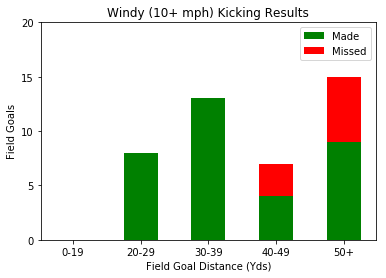 Windy (10+ mph) Kicking Results
Made
Missed
20
15
10
5
0
Field Goals
0-19 20-29 30-39 40-49 50+
Field Goal Distance (Yds)